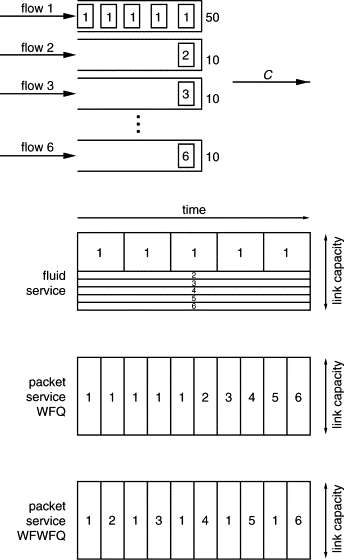 flow 1
1 1 1 1 1 50
flow 2
2 10
flow 3
3 10
C
flow 6
6 10
time
1 1 1 1 1
fluid
service
2
3
4
5
6
link capacity
packet
service
WFQ
1 1 1 1 1 2 3 4 5 6
link capacity
packet
service
WFWFQ
1 2 1 3 1 4 1 5 1 6
link capacity